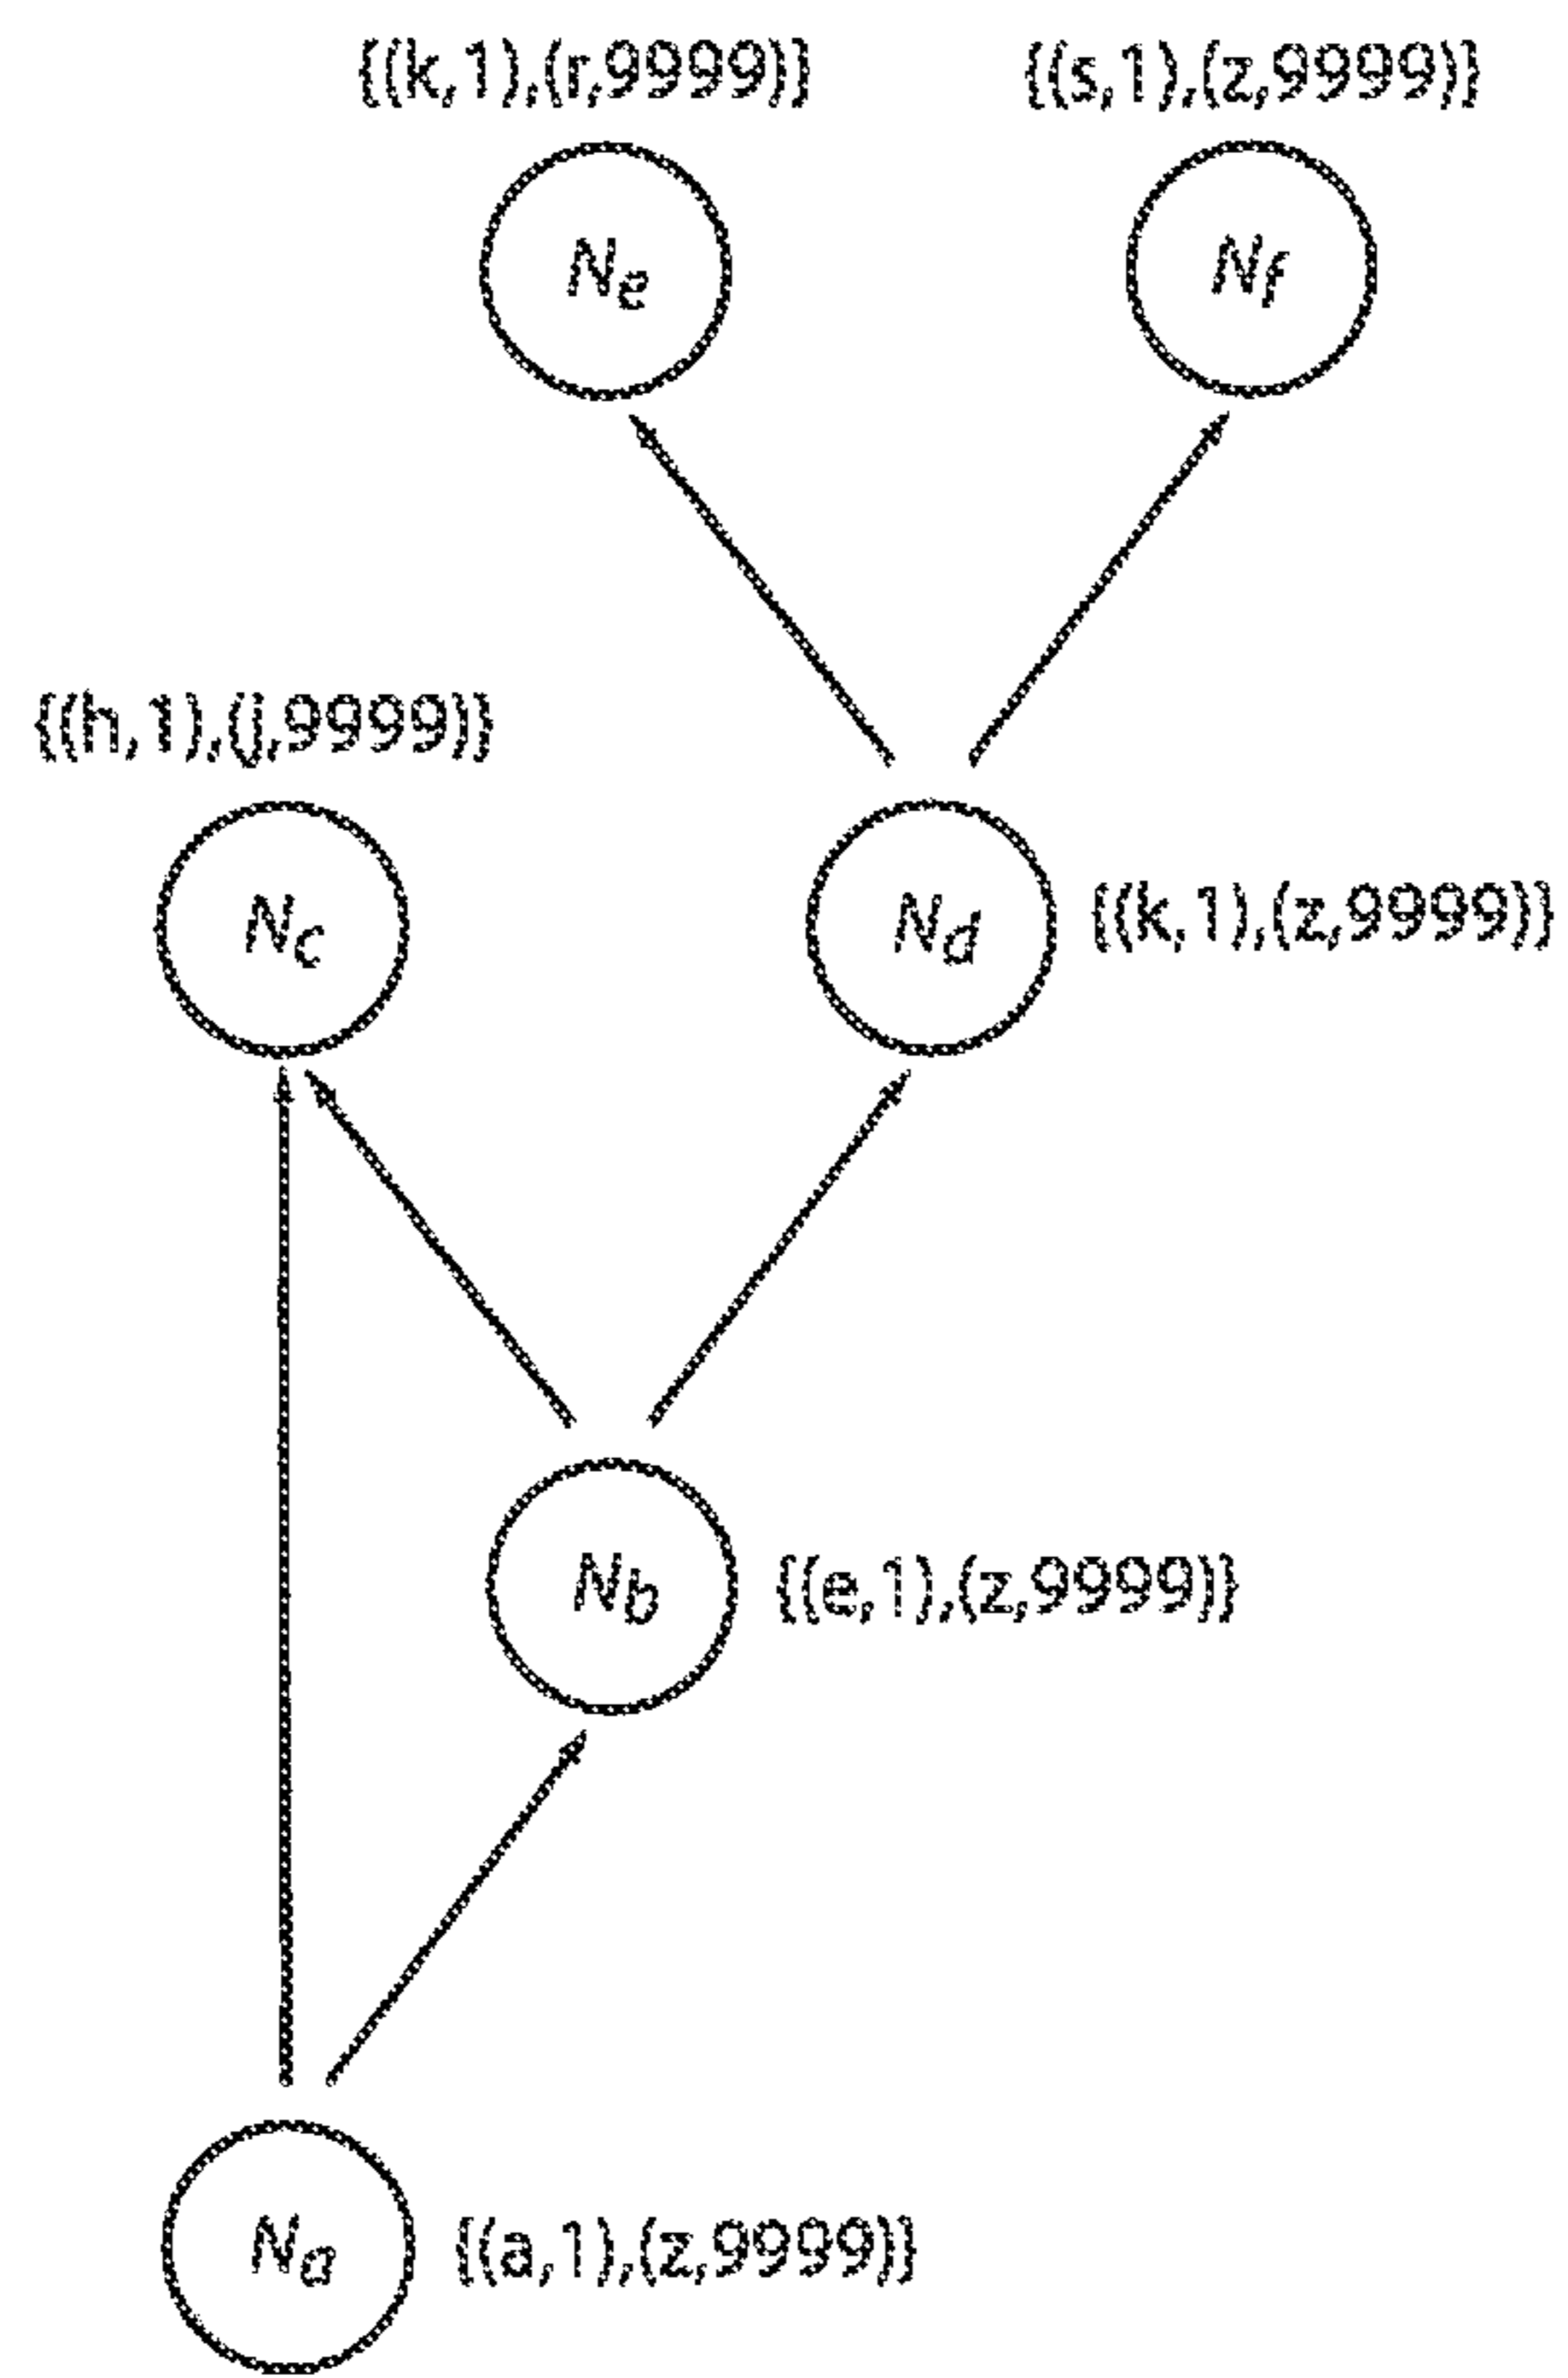 {(k,1),(r,9999)} {(s,1),(z,9999)}
Ne Nf
{(h,1),(j,9999)}
Nc Nd {(k,1),(z,9999)}
Nb {(e,1),(z,9999)}
Na {(a,1),(z,9999)}